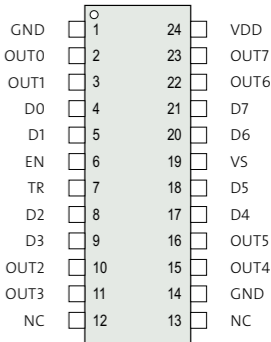 GND 1 24 VDD
OUT0 2 23 OUT7
OUT1 3 22 OUT6
D0 4 21 D7
D1 5 20 D6
EN 6 19 VS
TR 7 18 D5
D2 8 17 D4
D3 9 16 OUT5
OUT2 10 15 OUT4
OUT3 11 14 GND
NC 12 13 NC